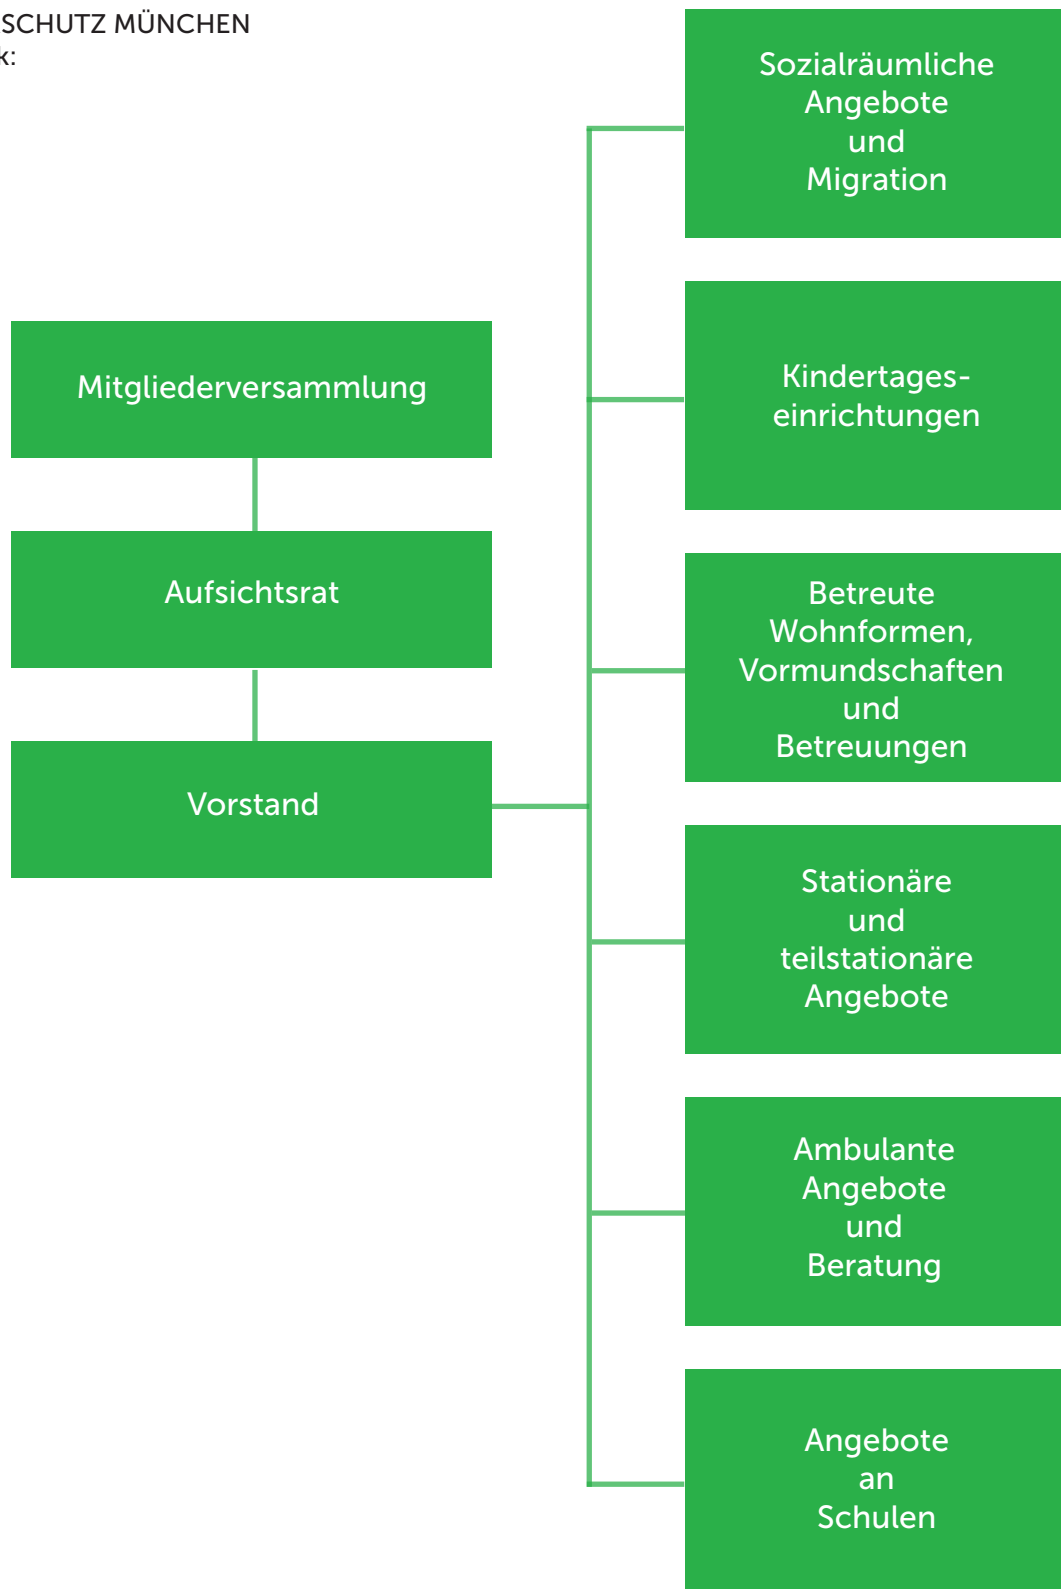 SCHUTZ MÜNCHEN
k:
Mitgliederversammlung
Aufsichtsrat
Vorstand
Sozialräumliche
Angebote
und
Migration
Kindertages-
einrichtungen
Betreute
Wohnformen,
Vormundschaften
und
Betreuungen
Stationäre
und
teilstationäre
Angebote
Ambulante
Angebote
und
Beratung
Angebote
an
Schulen